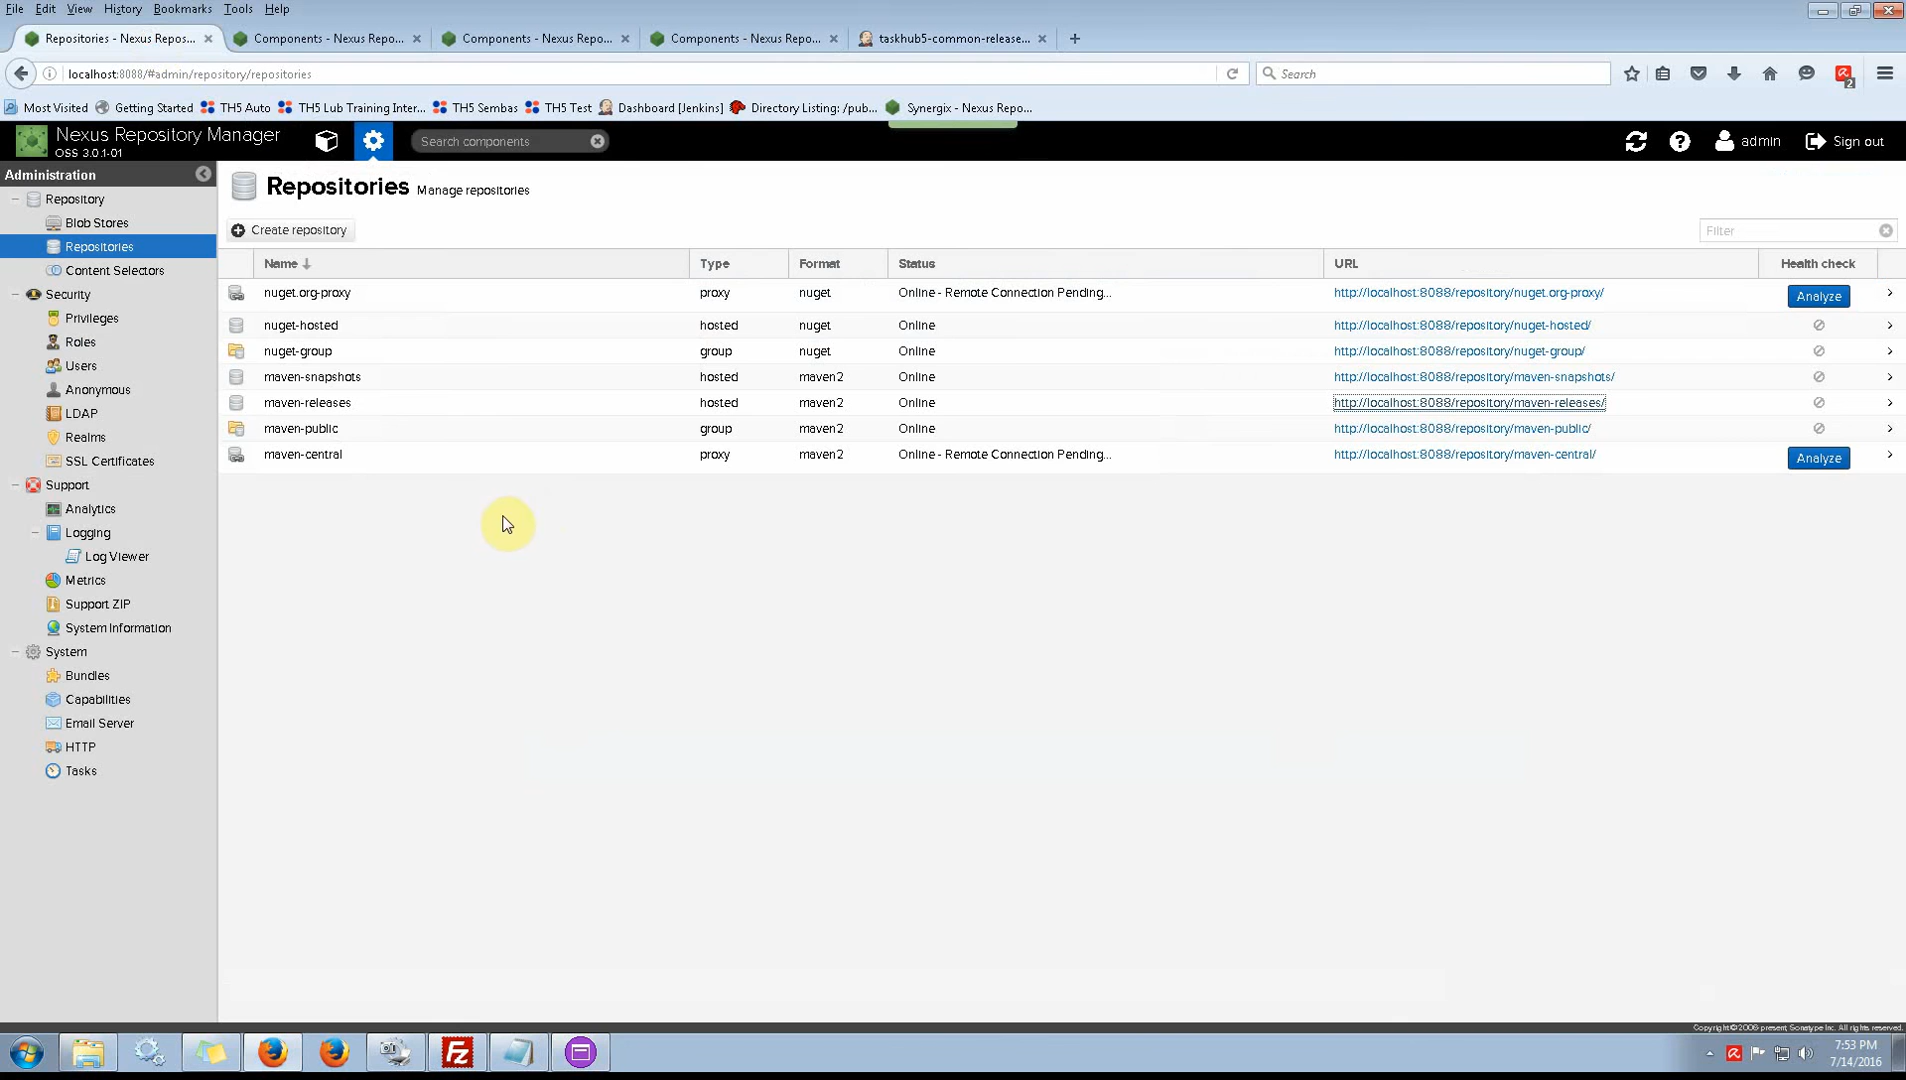 File Edit View History Bookmarks Tools Help
Repositories - Nexus Repos... Components - Nexus Repo... Components - Nexus Repo... Components - Nexus Repo... taskhub5-common-release...
localhost:8088/#admin/repository/repositories Search
2
Most Visited Getting Started TH5 Auto TH5 Lub Training Inter... TH5 Sembas TH5 Test Dashboard [Jenkins] Directory Listing: /pub... Synergix - Nexus Repo...
Nexus Repository Manager
OSS 3.0.1-01
Search components admin Sign out
Administration
Repository
Blob Stores
Repositories
Content Selectors
Security
Privileges
Roles
Users
Anonymous
LDAP
Realms
SSL Certificates
Support
Analytics
Logging
Log Viewer
Metrics
Support ZIP
System Information
System
Bundles
Capabilities
Email Server
HTTP
Tasks
Repositories Manage repositories
Create repository Filter
Name Type Format Status URL Health check
nuget.org-proxy proxy nuget Online - Remote Connection Pending... http://localhost:8088/repository/nuget.org-proxy/ Analyze
nuget-hosted hosted nuget Online http://localhost:8088/repository/nuget-hosted/
nuget-group group nuget Online http://localhost:8088/repository/nuget-group/
maven-snapshots hosted maven2 Online http://localhost:8088/repository/maven-snapshots/
maven-releases hosted maven2 Online http://localhost:8088/repository/maven-releases/
maven-public group maven2 Online http://localhost:8088/repository/maven-public/
maven-central proxy maven2 Online - Remote Connection Pending... http://localhost:8088/repository/maven-central/ Analyze
Copyright © 2008-present, Sonatype Inc. All rights reserved.
7:53 PM
7/14/2016